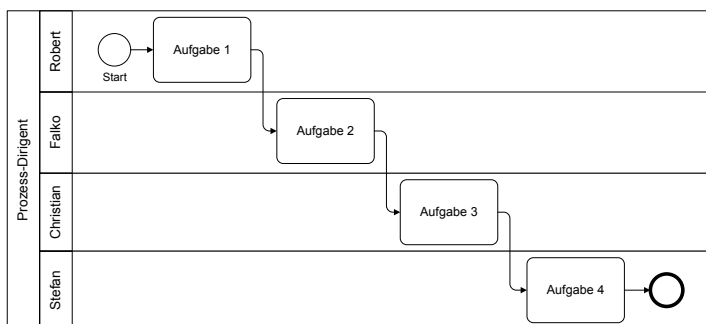 Prozess-Dirigent
Robert
Start
Aufgabe 1
Falko
Aufgabe 2
Christian
Aufgabe 3
Stefan
Aufgabe 4